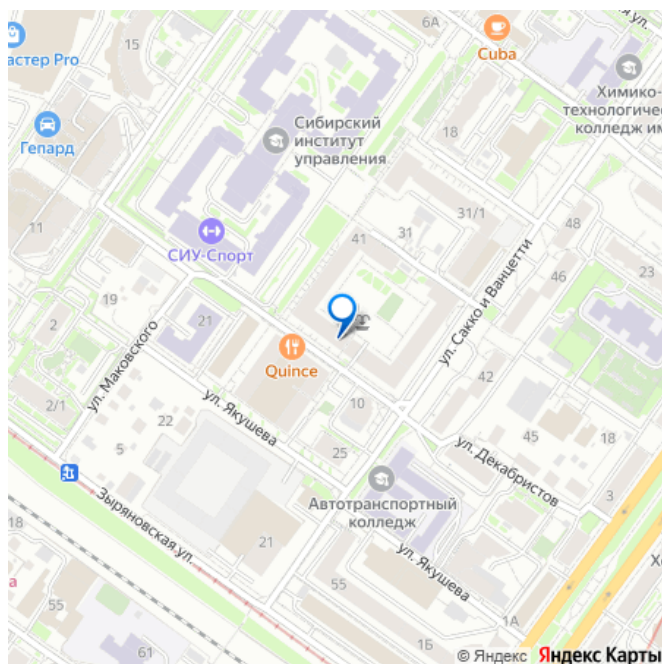 6А
ул.
15
Cuba
астер Pro
Химико-
технологичес
колледж им
Сибирский
институт
управления
18
Гепард
31/1
48
11
31
41
СИУ-Спорт
ул. Сакко и Ванцетти
46
23
19
2
21
ул. Маковского
Quince
42
10
2/1
ул. Якушева
22
45
18
25
ул. Декабристов
5
3
Автотранспортный
колледж
Зыряновская ул.
18
21
ул. Якушева
55
55
1А
61
1Б
© Яндекс Яндекс Карты